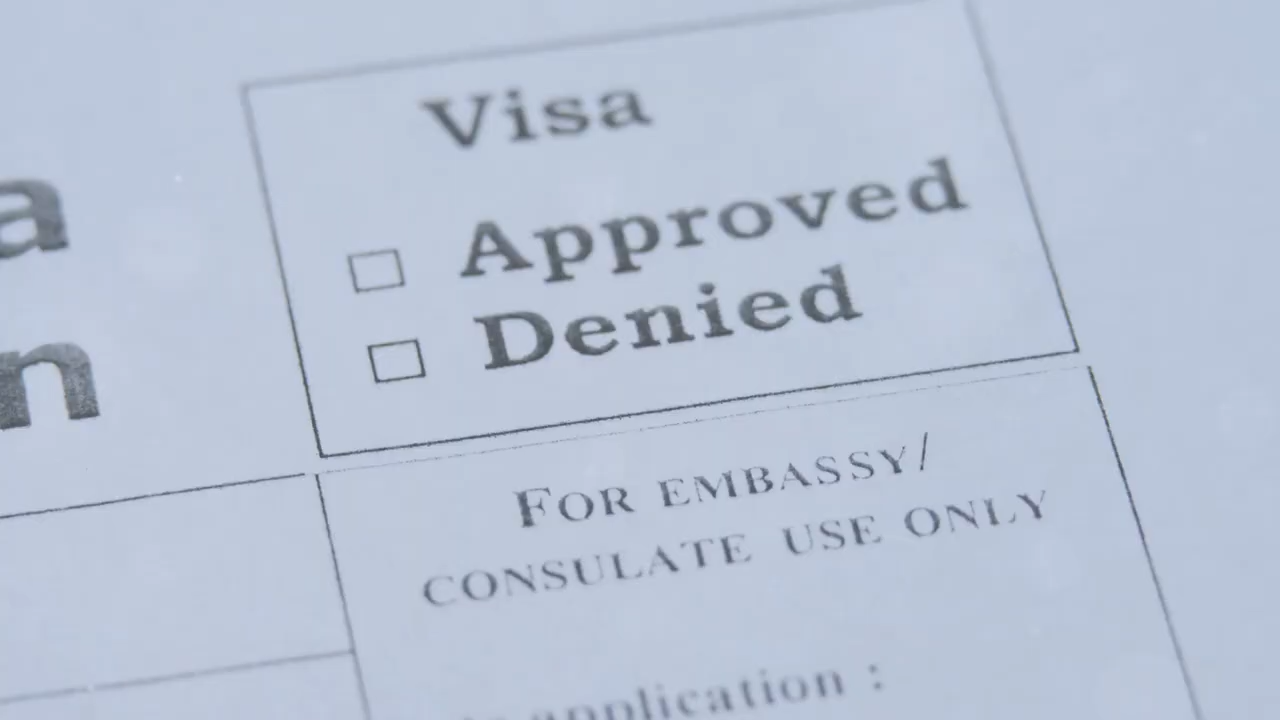 Visa
Approved
Denied
a
n
FOR EMBASSY/
CONSULATE USE ONLY
application :